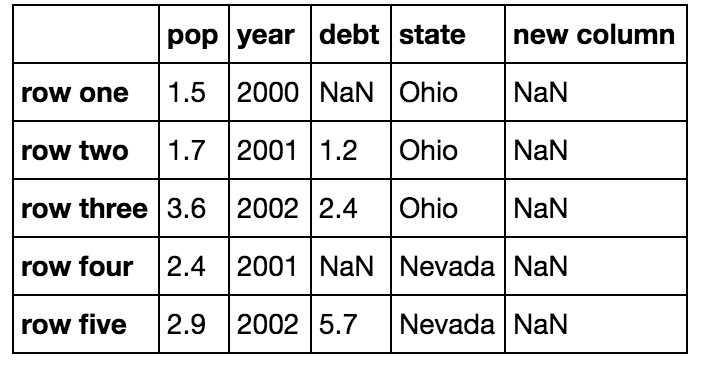 pop year debt state new column
row one 1.5 2000 NaN Ohio NaN
row two 1.7 2001 1.2 Ohio NaN
row three 3.6 2002 2.4 Ohio NaN
row four 2.4 2001 NaN Nevada NaN
row five 2.9 2002 5.7 Nevada NaN